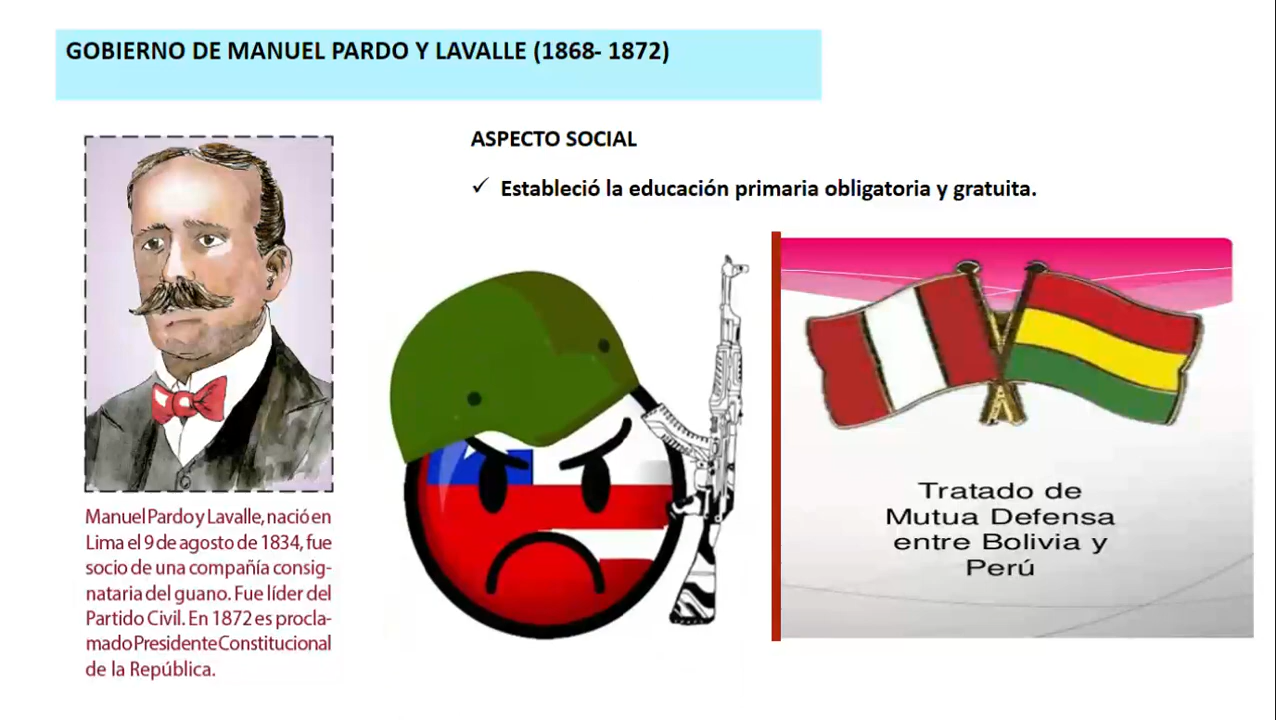 GOBIERNO DE MANUEL PARDO Y LAVALLE (1868- 1872)
ASPECTO SOCIAL
✓ Estableció la educación primaria obligatoria y gratuita.
Manuel Pardo y Lavalle, nació en
Lima el 9 de agosto de 1834, fue
socio de una compañía consig-
nataria del guano. Fue líder del
Partido Civil. En 1872 es procla-
mado Presidente Constitucional
de la República.
Tratado de
Mutua Defensa
entre Bolivia y
Perú